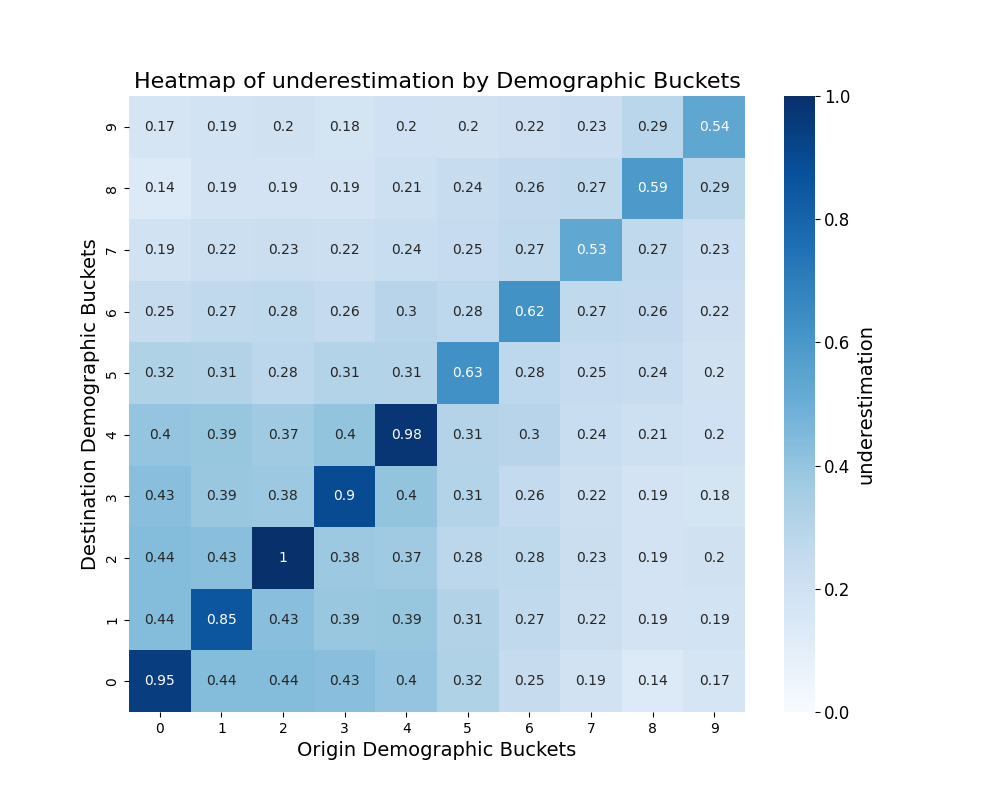 Heatmap of underestimation by Demographic Buckets
9 0.17 0.19 0.2 0.18 0.2 0.2 0.22 0.23 0.29 0.54
8 0.14 0.19 0.19 0.19 0.21 0.24 0.26 0.27 0.59 0.29
7 0.19 0.22 0.23 0.22 0.24 0.25 0.27 0.53 0.27 0.23
6 0.25 0.27 0.28 0.26 0.3 0.28 0.62 0.27 0.26 0.22
5 0.32 0.31 0.28 0.31 0.31 0.63 0.28 0.25 0.24 0.2
4 0.4 0.39 0.37 0.4 0.98 0.31 0.3 0.24 0.21 0.2
3 0.43 0.39 0.38 0.9 0.4 0.31 0.26 0.22 0.19 0.18
2 0.44 0.43 1 0.38 0.37 0.28 0.28 0.23 0.19 0.2
1 0.44 0.85 0.43 0.39 0.39 0.31 0.27 0.22 0.19 0.19
0 0.95 0.44 0.44 0.43 0.4 0.32 0.25 0.19 0.14 0.17
0 1 2 3 4 5 6 7 8 9
Origin Demographic Buckets
Destination Demographic Buckets
1.0
0.8
0.6
0.4
0.2
0.0
underestimation